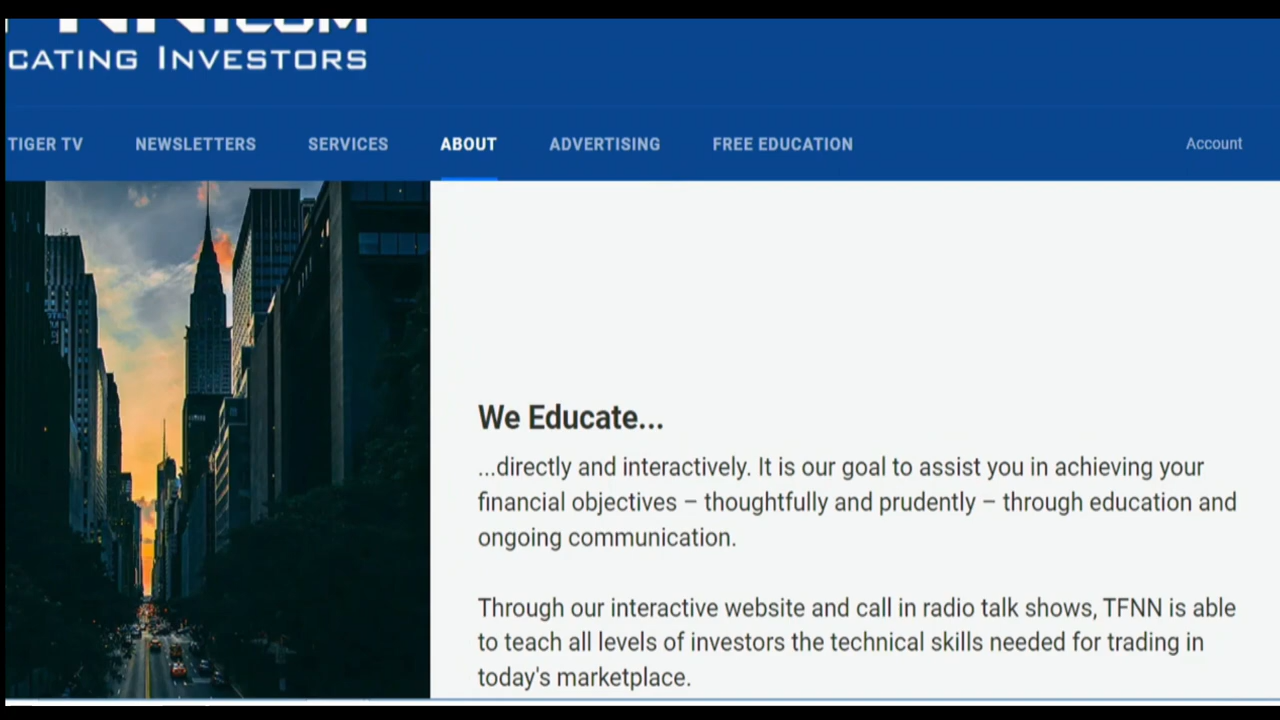 CATING INVESTORS
TIGER TV NEWSLETTERS SERVICES ABOUT ADVERTISING FREE EDUCATION Account
We Educate...
...directly and interactively. It is our goal to assist you in achieving your
financial objectives – thoughtfully and prudently – through education and
ongoing communication.
Through our interactive website and call in radio talk shows, TFNN is able
to teach all levels of investors the technical skills needed for trading in
today's marketplace.